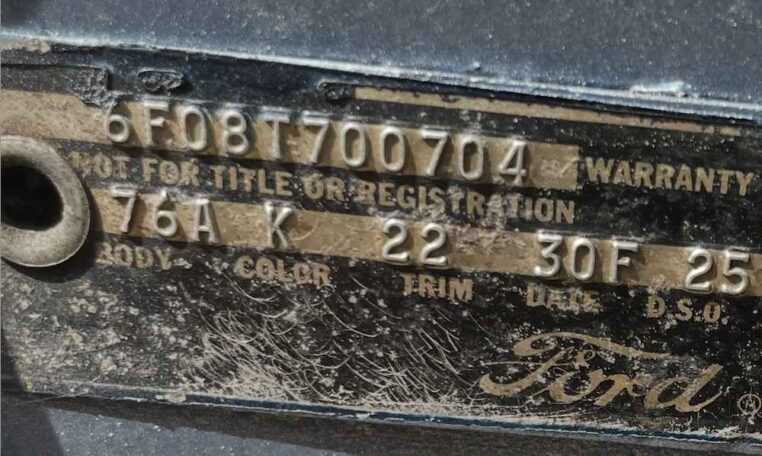 6F08T700704 WARRANTY
NOT FOR TITLE OR REGISTRATION
76A K 22 30F 25
BODY COLOR TRIM DATE D.S.O.
Ford ®